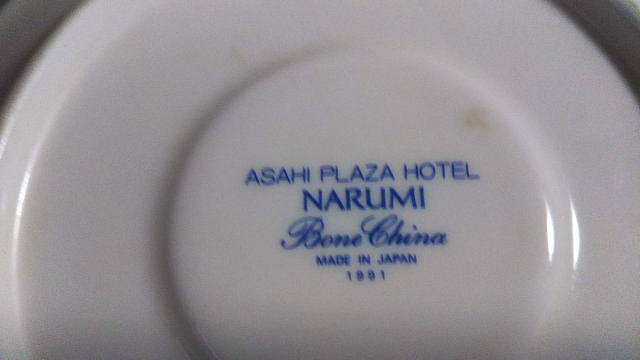 ASAHI PLAZA HOTEL
NARUMI
Bone China
MADE IN JAPAN
1991